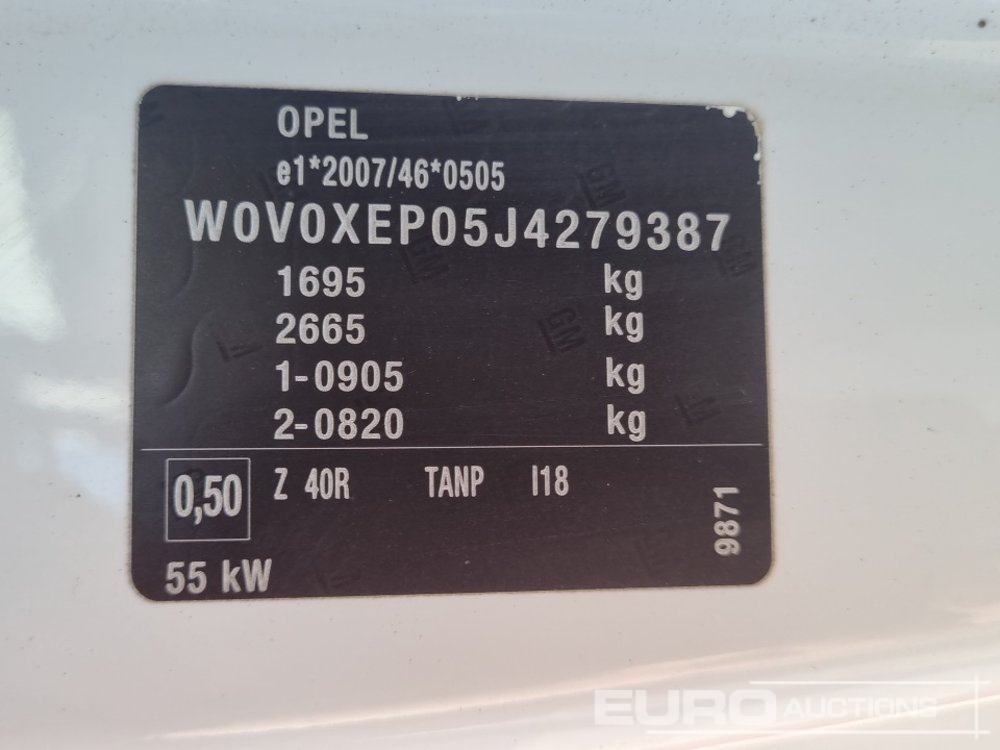 OPEL
e1*2007/46*0505
W0V0XEP05J4279387
1695 kg
2665 kg
1-0905 kg
2-0820 kg
0,50 Z 40R TANP I18
9871
55 kW
EURO AUCTIONS